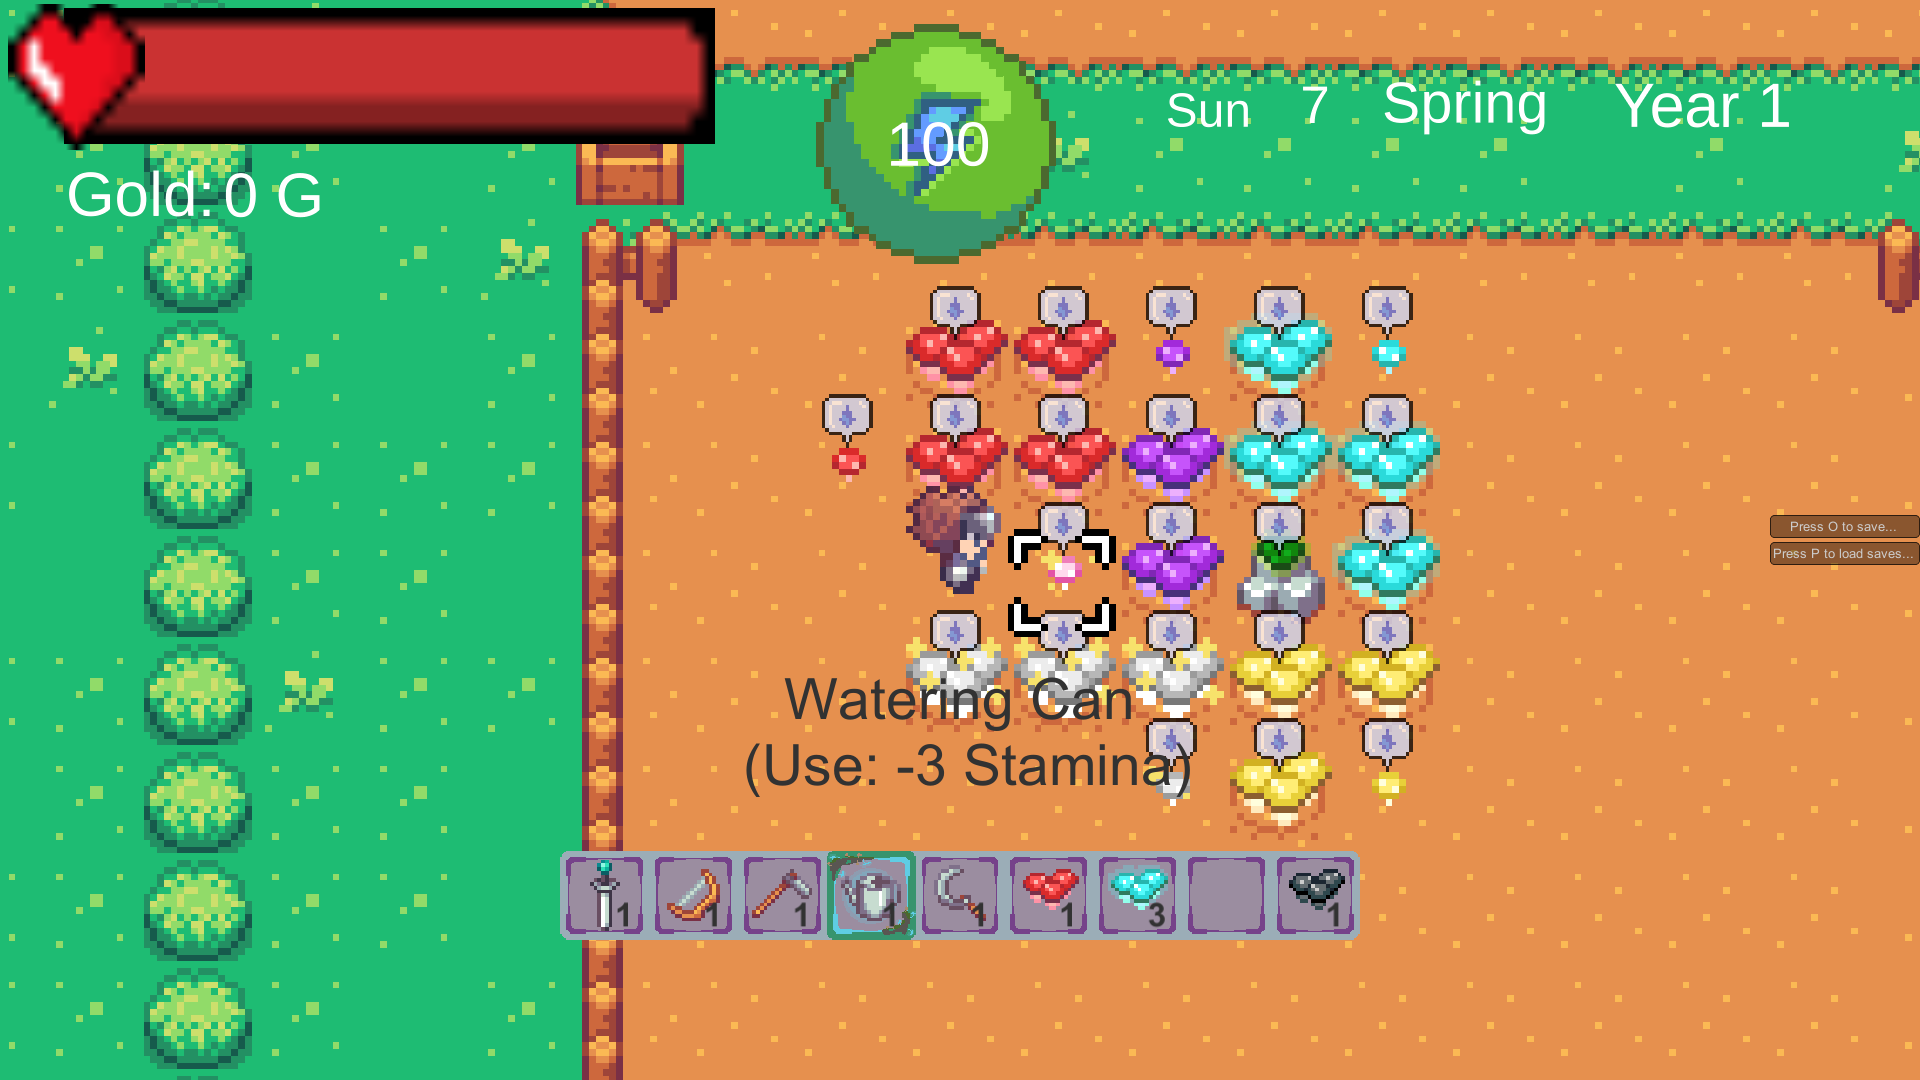 100
Sun 7 Spring Year 1
Gold: 0 G
Press O to save...
Press P to load saves...
Watering Can
(Use: -3 Stamina)
1 1 1 1 1 1 3 1